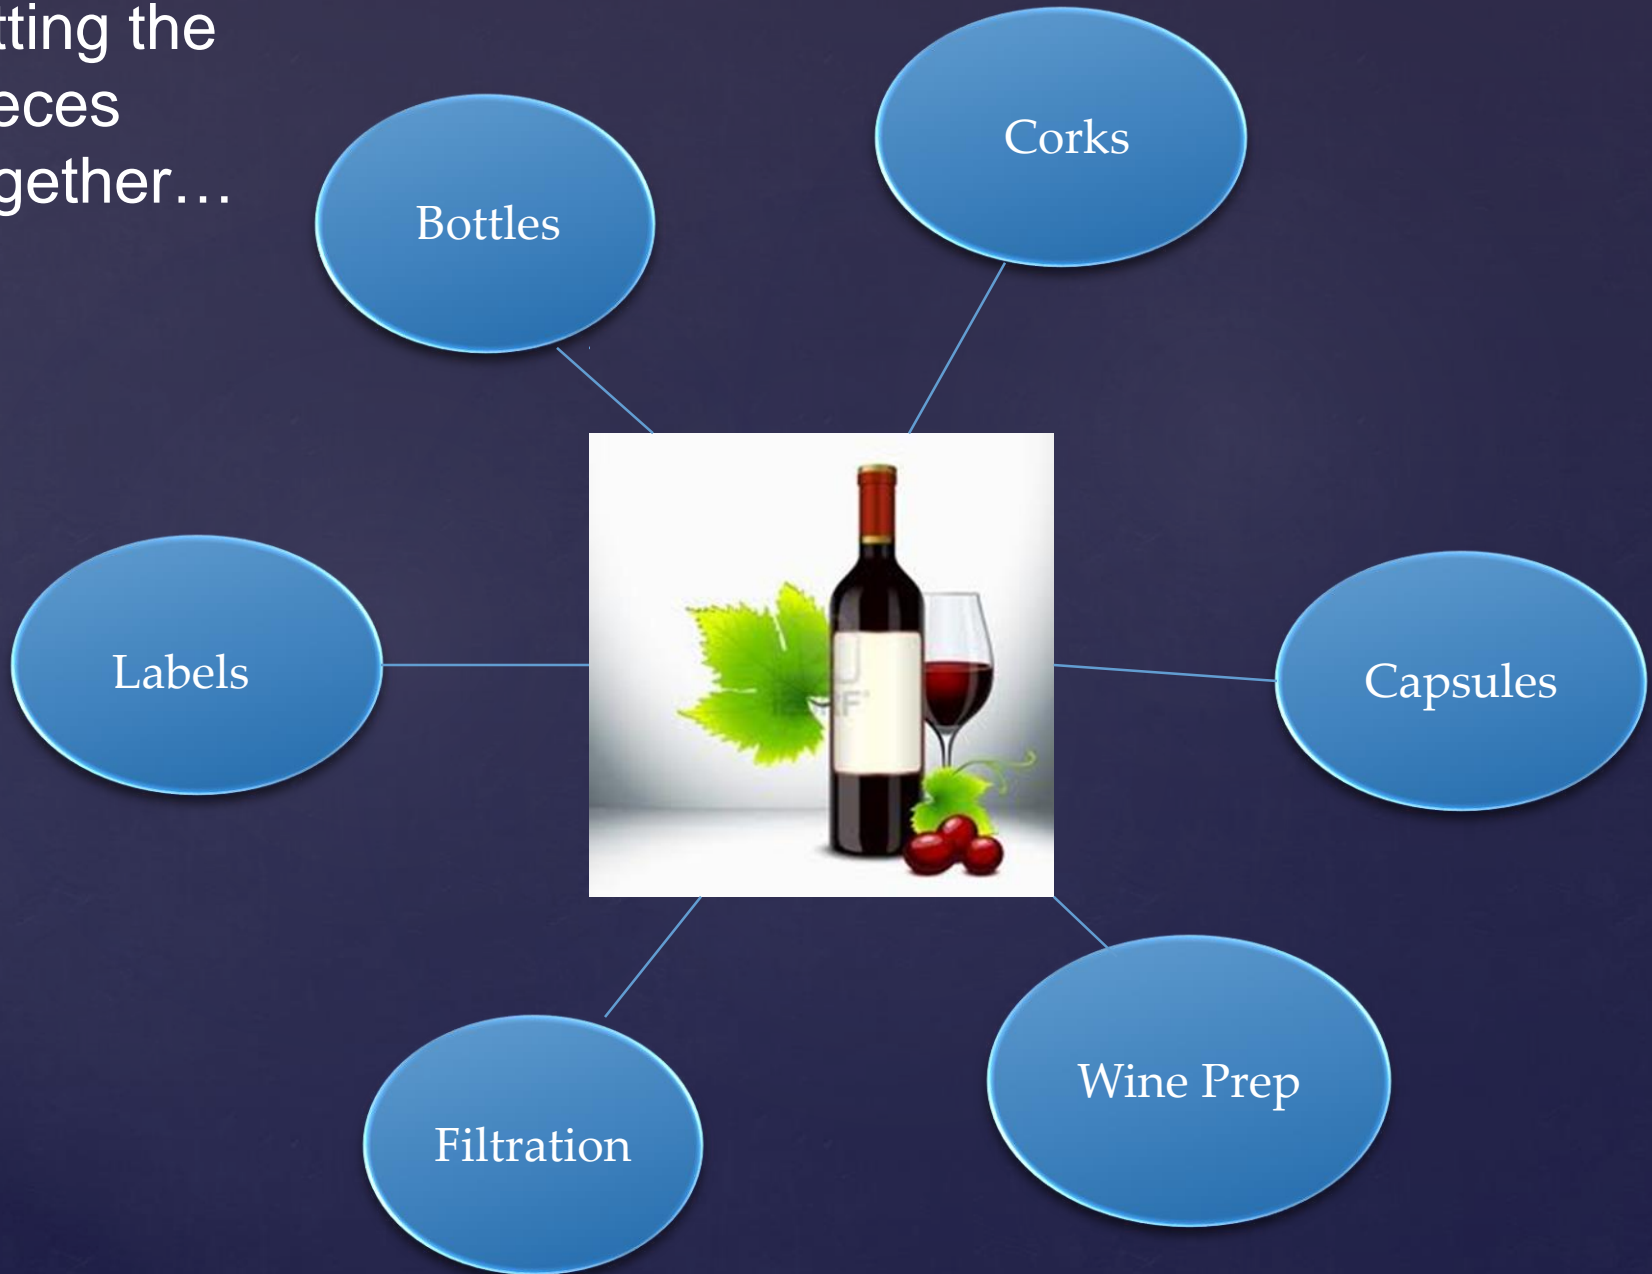 tting the
eces
gether…
Corks
Bottles
Labels
Capsules
Wine Prep
Filtration